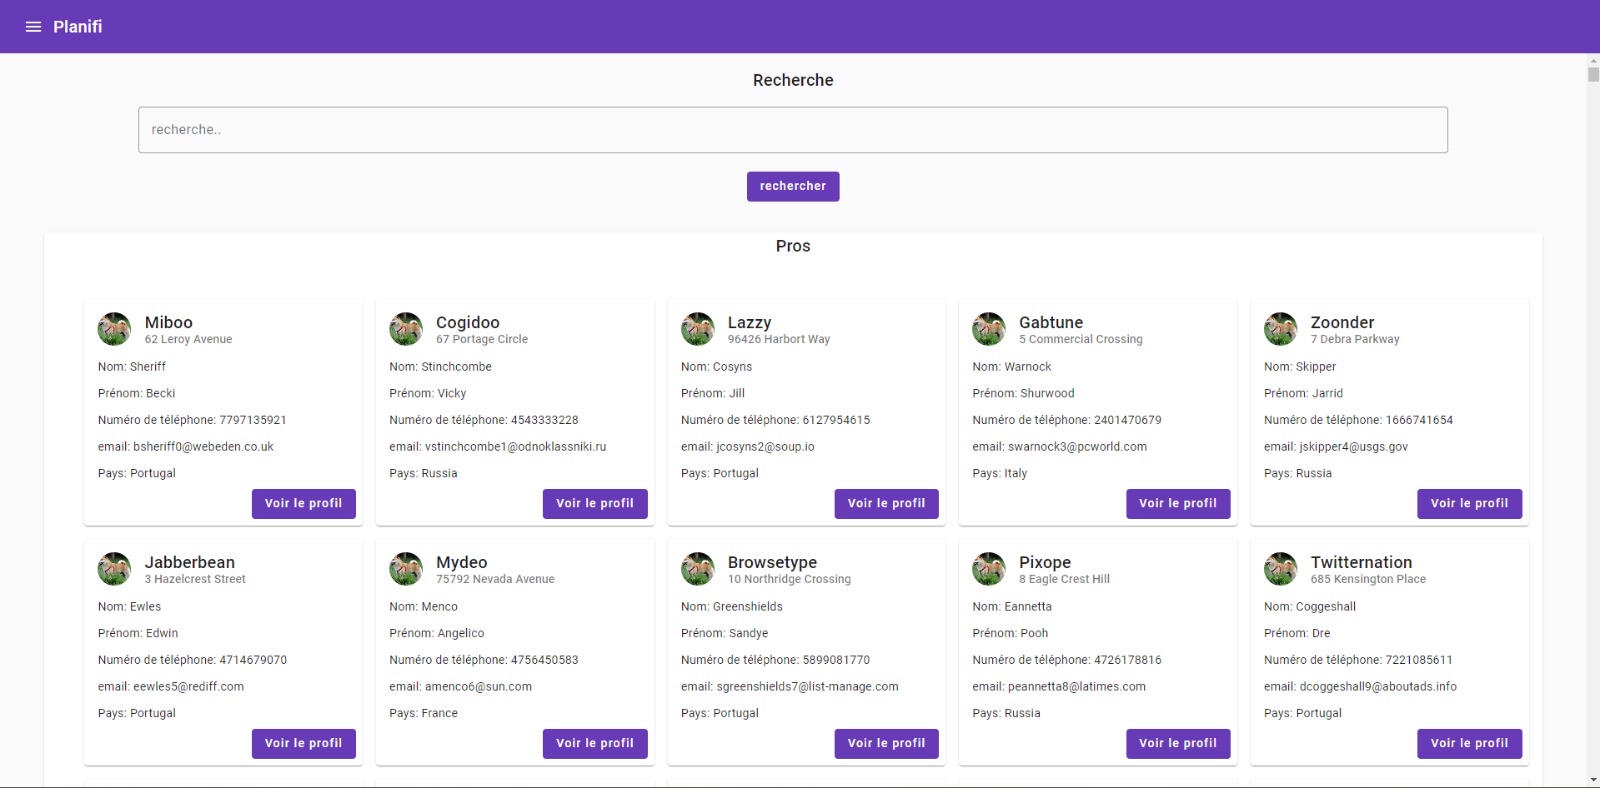 Planifi
Recherche
recherche..
rechercher
Pros
Miboo
62 Leroy Avenue
Nom: Sheriff
Prénom: Becki
Numéro de téléphone: 7797135921
email: bsheriff0@webeden.co.uk
Pays: Portugal
Voir le profil
Cogidoo
67 Portage Circle
Nom: Stinchcombe
Prénom: Vicky
Numéro de téléphone: 4543333228
email: vstinchcombe1@odnoklassniki.ru
Pays: Russia
Voir le profil
Lazzy
96426 Harbort Way
Nom: Cosyns
Prénom: Jill
Numéro de téléphone: 6127954615
email: jcosyns2@soup.io
Pays: Portugal
Voir le profil
Gabtune
5 Commercial Crossing
Nom: Warnock
Prénom: Shurwood
Numéro de téléphone: 2401470679
email: swarnock3@pcworld.com
Pays: Italy
Voir le profil
Zoonder
7 Debra Parkway
Nom: Skipper
Prénom: Jarrid
Numéro de téléphone: 1666741654
email: jskipper4@usgs.gov
Pays: Russia
Voir le profil
Jabberbean
3 Hazelcrest Street
Nom: Ewles
Prénom: Edwin
Numéro de téléphone: 4714679070
email: eewles5@rediff.com
Pays: Portugal
Voir le profil
Mydeo
75792 Nevada Avenue
Nom: Menco
Prénom: Angelico
Numéro de téléphone: 4756450583
email: amenco6@sun.com
Pays: France
Voir le profil
Browsetype
10 Northridge Crossing
Nom: Greenshields
Prénom: Sandye
Numéro de téléphone: 5899081770
email: sgreenshields7@list-manage.com
Pays: Portugal
Voir le profil
Pixope
8 Eagle Crest Hill
Nom: Eannetta
Prénom: Pooh
Numéro de téléphone: 4726178816
email: peannetta8@latimes.com
Pays: Russia
Voir le profil
Twitternation
685 Kensington Place
Nom: Coggeshall
Prénom: Dre
Numéro de téléphone: 7221085611
email: dcoggeshall9@aboutads.info
Pays: Portugal
Voir le profil